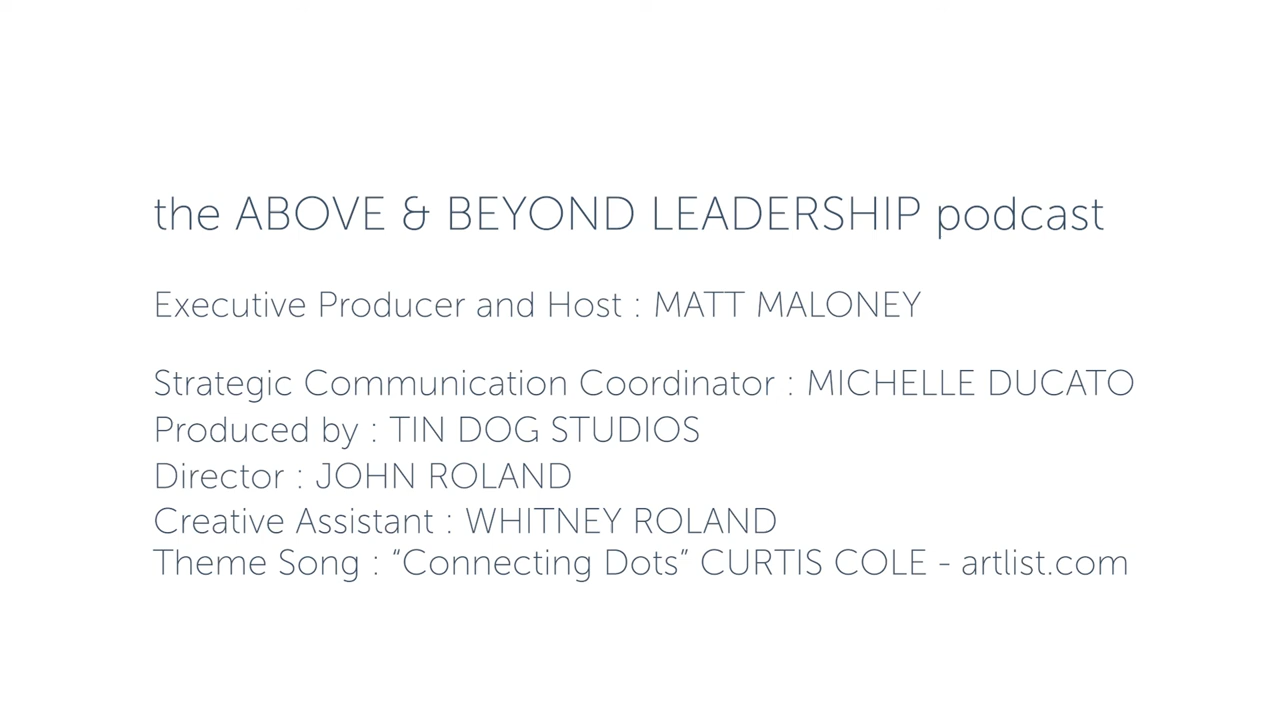 the ABOVE & BEYOND LEADERSHIP podcast
Executive Producer and Host : MATT MALONEY
Strategic Communication Coordinator : MICHELLE DUCATO
Produced by : TIN DOG STUDIOS
Director : JOHN ROLAND
Creative Assistant : WHITNEY ROLAND
Theme Song : “Connecting Dots” CURTIS COLE - artlist.com